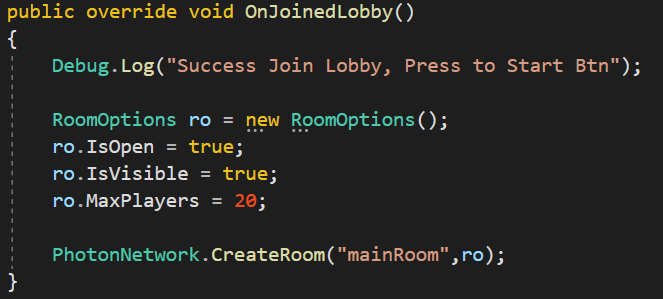 public override void OnJoinedLobby()
{
Debug.Log("Success Join Lobby, Press to Start Btn");
RoomOptions ro = new RoomOptions();
ro.IsOpen = true;
ro.IsVisible = true;
ro.MaxPlayers = 20;
PhotonNetwork.CreateRoom("mainRoom",ro);
}